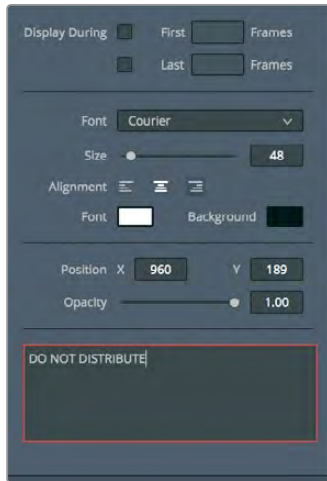 Display During First Frames
Last Frames
Font Courier
Size 48
Alignment
Font Background
Position X 960 Y 189
Opacity 1.00
DO NOT DISTRIBUTE